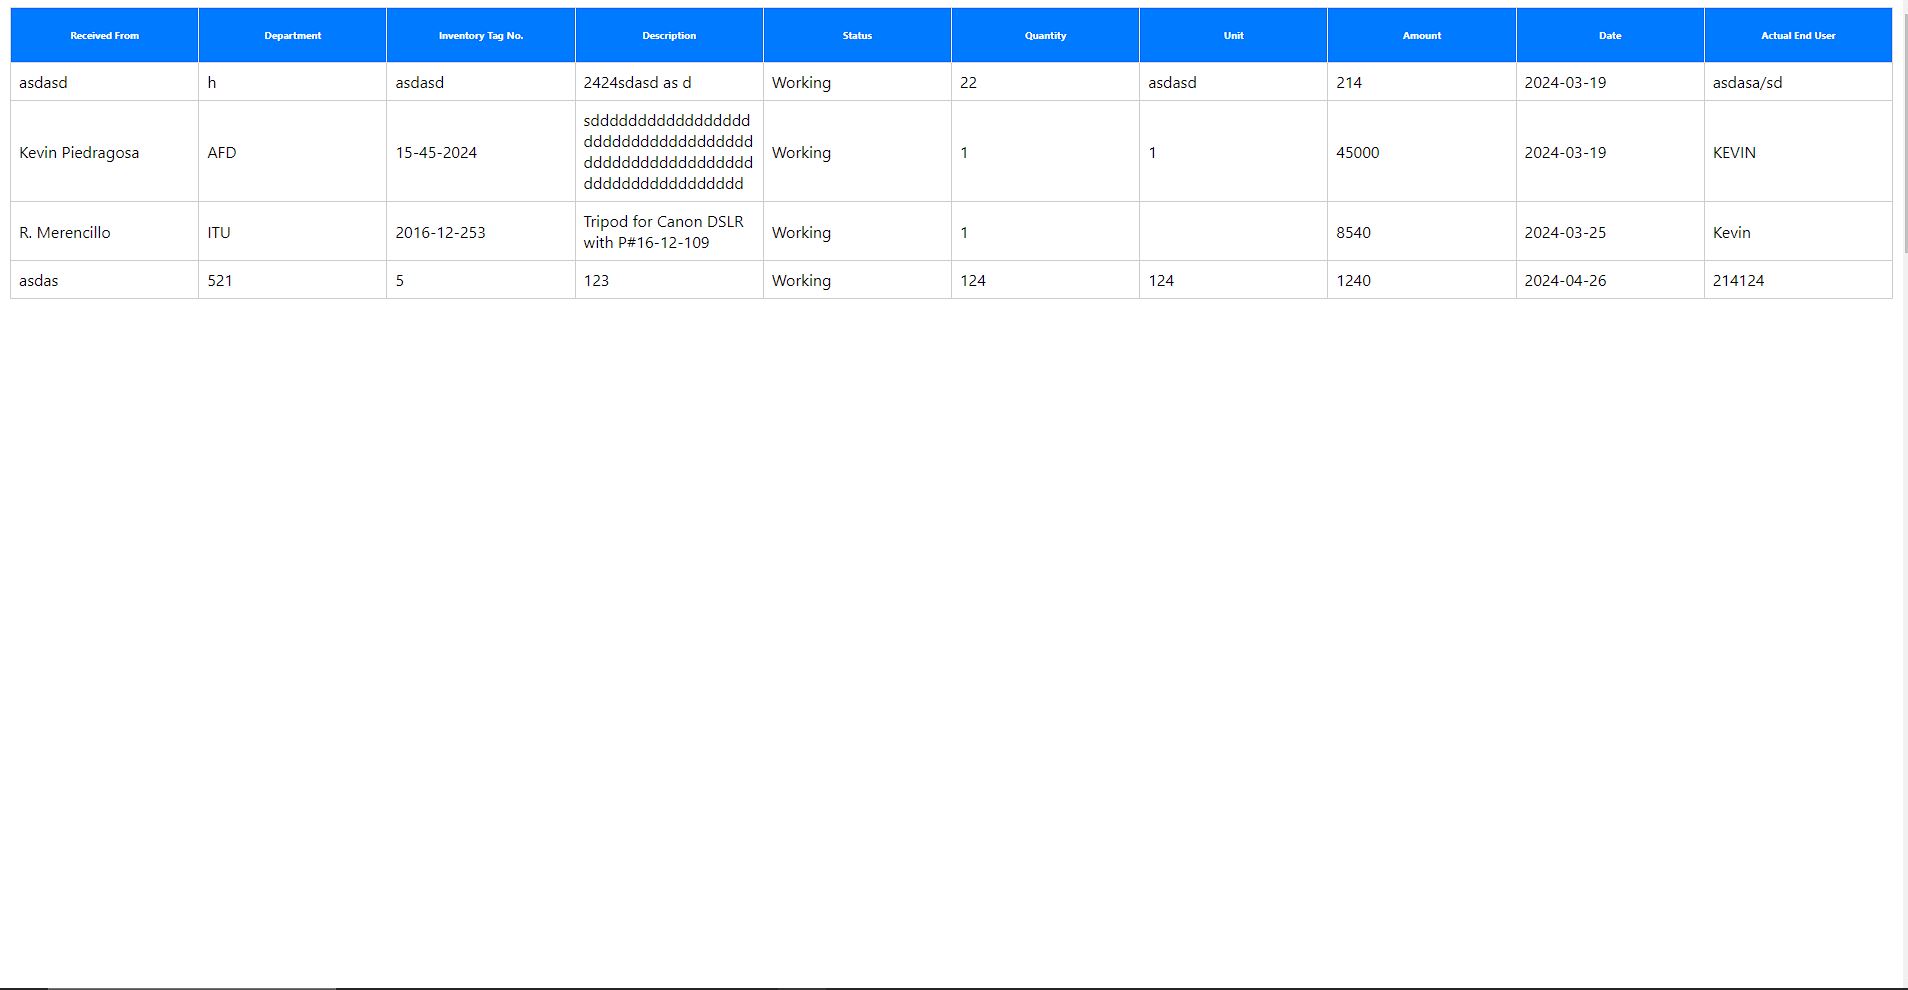 Received From Department Inventory Tag No. Description Status Quantity Unit Amount Date Actual End User
asdasd h asdasd 2424sdasd as d Working 22 asdasd 214 2024-03-19 asdasa/sd
Kevin Piedragosa AFD 15-45-2024 sddddddddddddddddd
dddddddddddddddddd
dddddddddddddddddd
ddddddddddddddddd Working 1 1 45000 2024-03-19 KEVIN
R. Merencillo ITU 2016-12-253 Tripod for Canon DSLR
with P#16-12-109 Working 1 8540 2024-03-25 Kevin
asdas 521 5 123 Working 124 124 1240 2024-04-26 214124